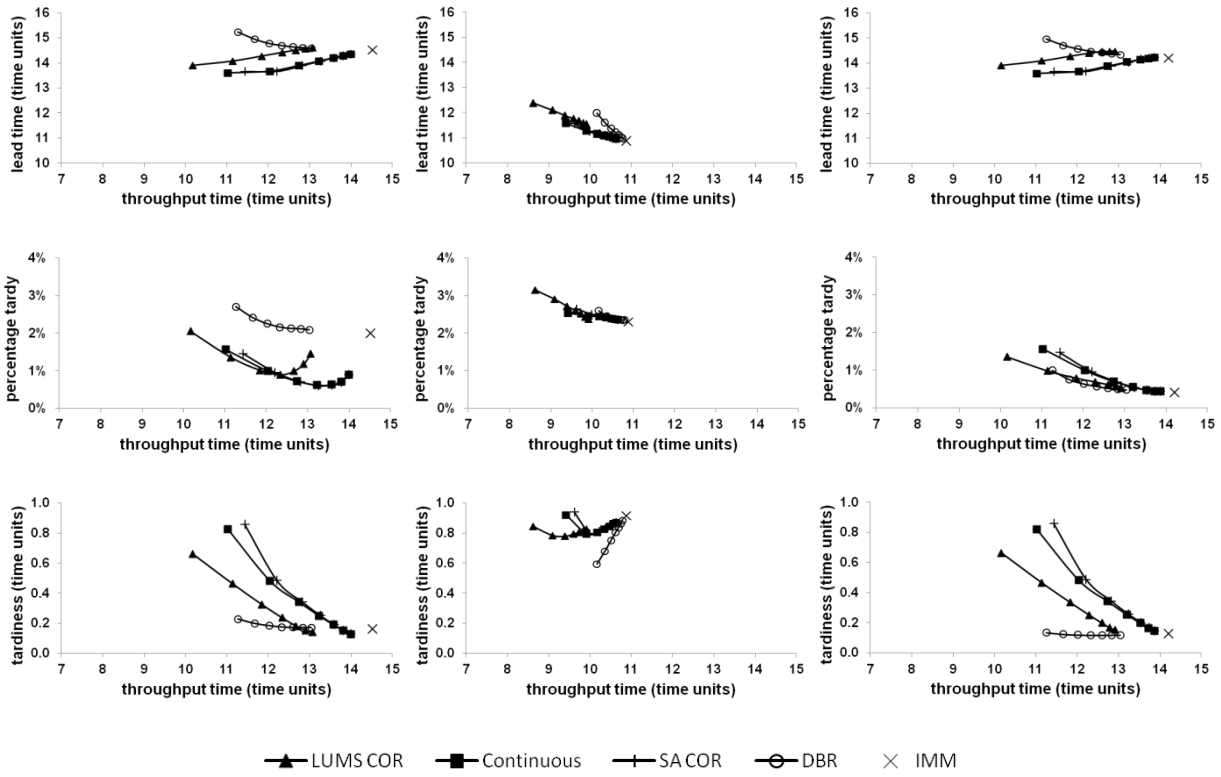 lead time (time units)
16
15
14
13
12
11
10
7 8 9 10 11 12 13 14 15
throughput time (time units)
lead time (time units)
16
15
14
13
12
11
10
7 8 9 10 11 12 13 14 15
throughput time (time units)
lead time (time units)
16
15
14
13
12
11
10
7 8 9 10 11 12 13 14 15
throughput time (time units)
percentage tardy
4%
3%
2%
1%
0%
7 8 9 10 11 12 13 14 15
throughput time (time units)
percentage tardy
4%
3%
2%
1%
0%
7 8 9 10 11 12 13 14 15
throughput time (time units)
percentage tardy
4%
3%
2%
1%
0%
7 8 9 10 11 12 13 14 15
throughput time (time units)
tardiness (time units)
1.0
0.8
0.6
0.4
0.2
0.0
7 8 9 10 11 12 13 14 15
throughput time (time units)
tardiness (time units)
1.0
0.8
0.6
0.4
0.2
0.0
7 8 9 10 11 12 13 14 15
throughput time (time units)
tardiness (time units)
1.0
0.8
0.6
0.4
0.2
0.0
7 8 9 10 11 12 13 14 15
throughput time (time units)
LUMS COR Continuous SA COR DBR IMM